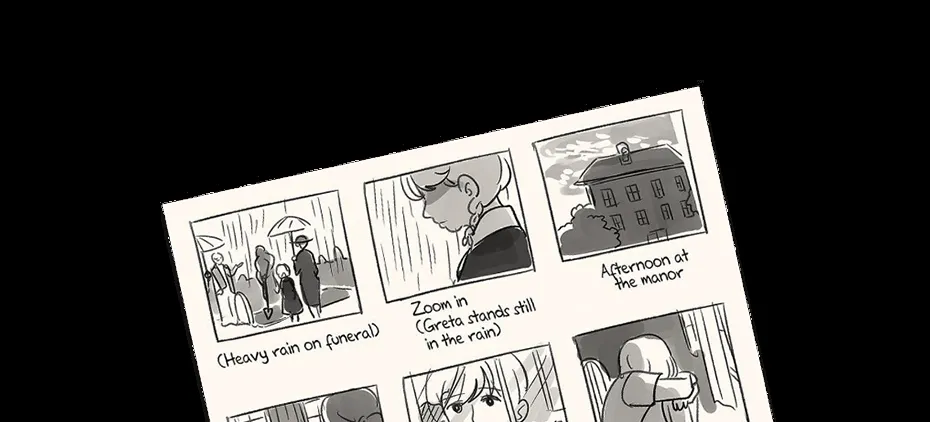 (Heavy rain on funeral)
Zoom in
(Greta stands still
in the rain)
Afternoon at
the manor